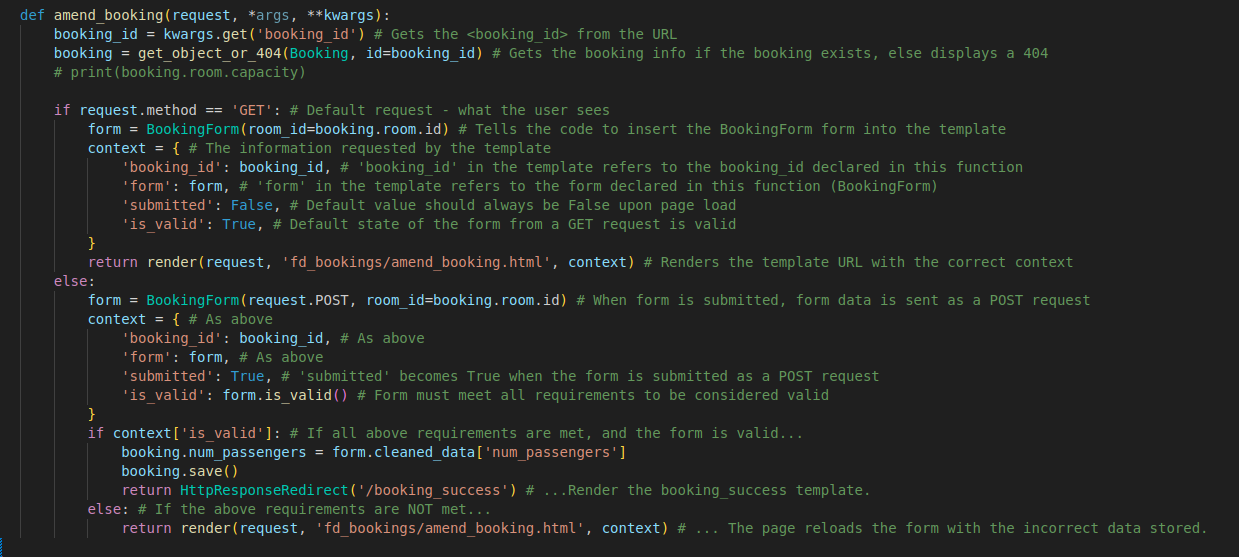 def amend_booking(request, *args, **kwargs):
    booking_id = kwargs.get('booking_id') # Gets the <booking_id> from the URL
    booking = get_object_or_404(Booking, id=booking_id) # Gets the booking info if the booking exists, else displays a 404
    # print(booking.room.capacity)

    if request.method == 'GET': # Default request - what the user sees
        form = BookingForm(room_id=booking.room.id) # Tells the code to insert the BookingForm form into the template
        context = { # The information requested by the template
            'booking_id': booking_id, # 'booking_id' in the template refers to the booking_id declared in this function
            'form': form, # 'form' in the template refers to the form declared in this function (BookingForm)
            'submitted': False, # Default value should always be False upon page load
            'is_valid': True, # Default state of the form from a GET request is valid
        }
        return render(request, 'fd_bookings/amend_booking.html', context) # Renders the template URL with the correct context
    else:
        form = BookingForm(request.POST, room_id=booking.room.id) # When form is submitted, form data is sent as a POST request
        context = { # As above
            'booking_id': booking_id, # As above
            'form': form, # As above
            'submitted': True, # 'submitted' becomes True when the form is submitted as a POST request
            'is_valid': form.is_valid() # Form must meet all requirements to be considered valid
        }
        if context['is_valid']: # If all above requirements are met, and the form is valid...
            booking.num_passengers = form.cleaned_data['num_passengers']
            booking.save()
            return HttpResponseRedirect('/booking_success') # ...Render the booking_success template.
        else: # If the above requirements are NOT met...
            return render(request, 'fd_bookings/amend_booking.html', context) # ... The page reloads the form with the incorrect data stored.